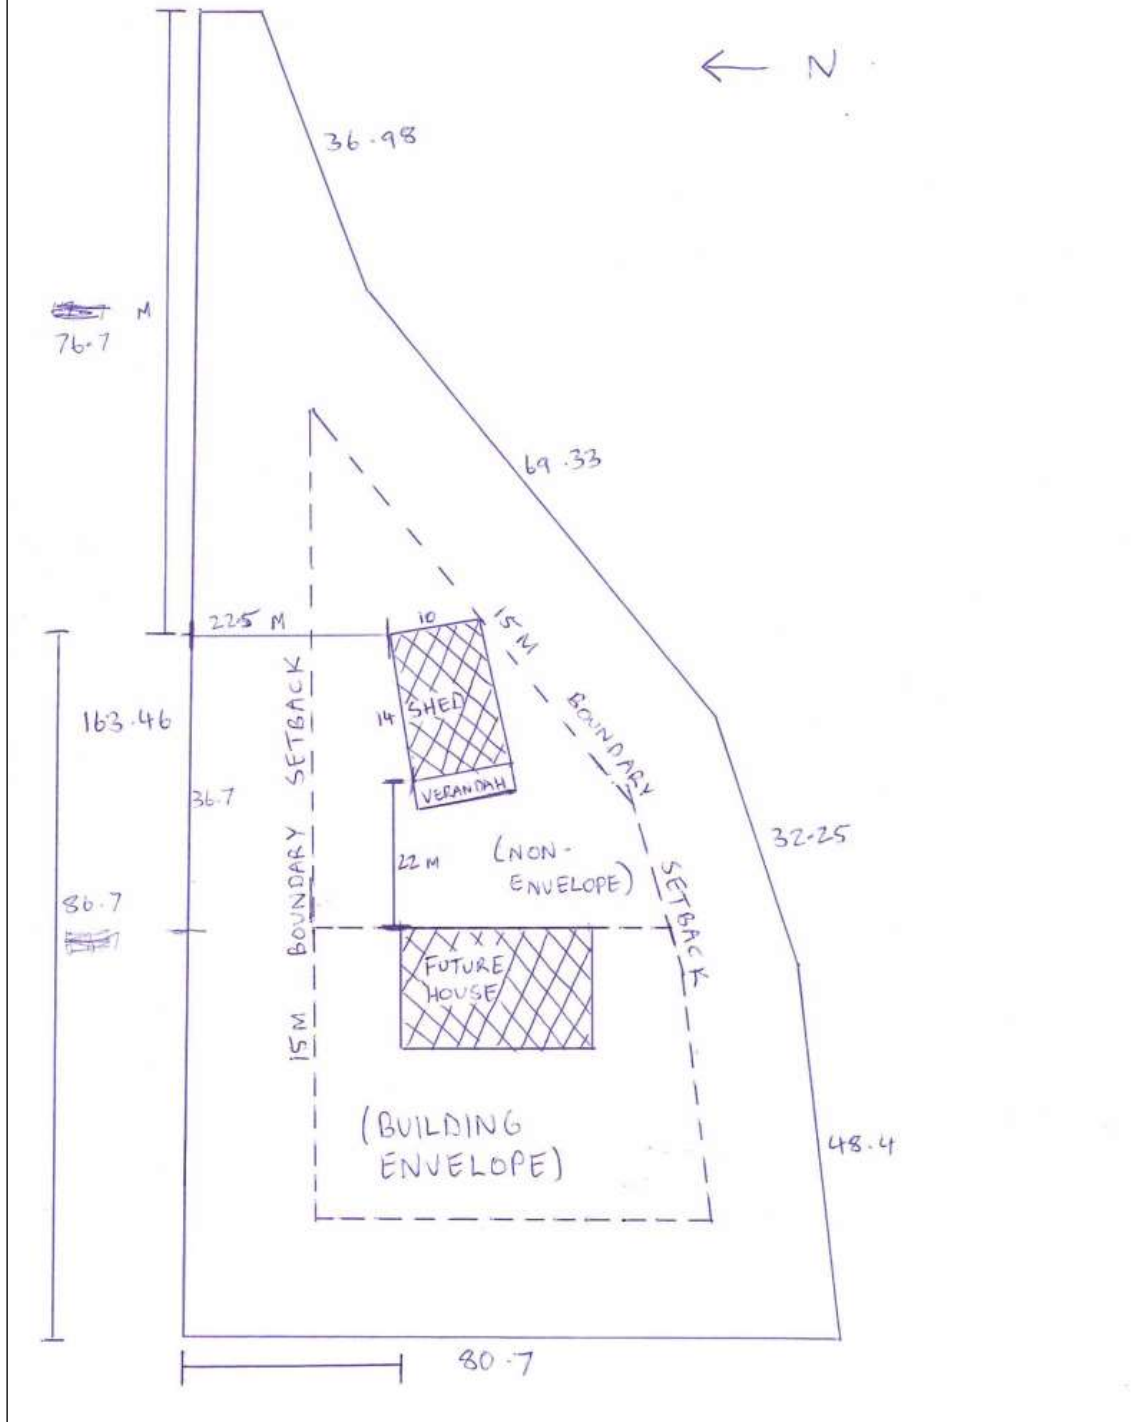 N
36.98
M
76.7
69.33
22.5 M
10
15 M BOUNDARY SETBACK
163.46
14
SHED
VERANDAH
36.7
15M BOUNDARY SETBACK
22 M
(NON-
ENVELOPE)
32.25
86.7
FUTURE
HOUSE
(BUILDING
ENVELOPE)
48.4
80.7